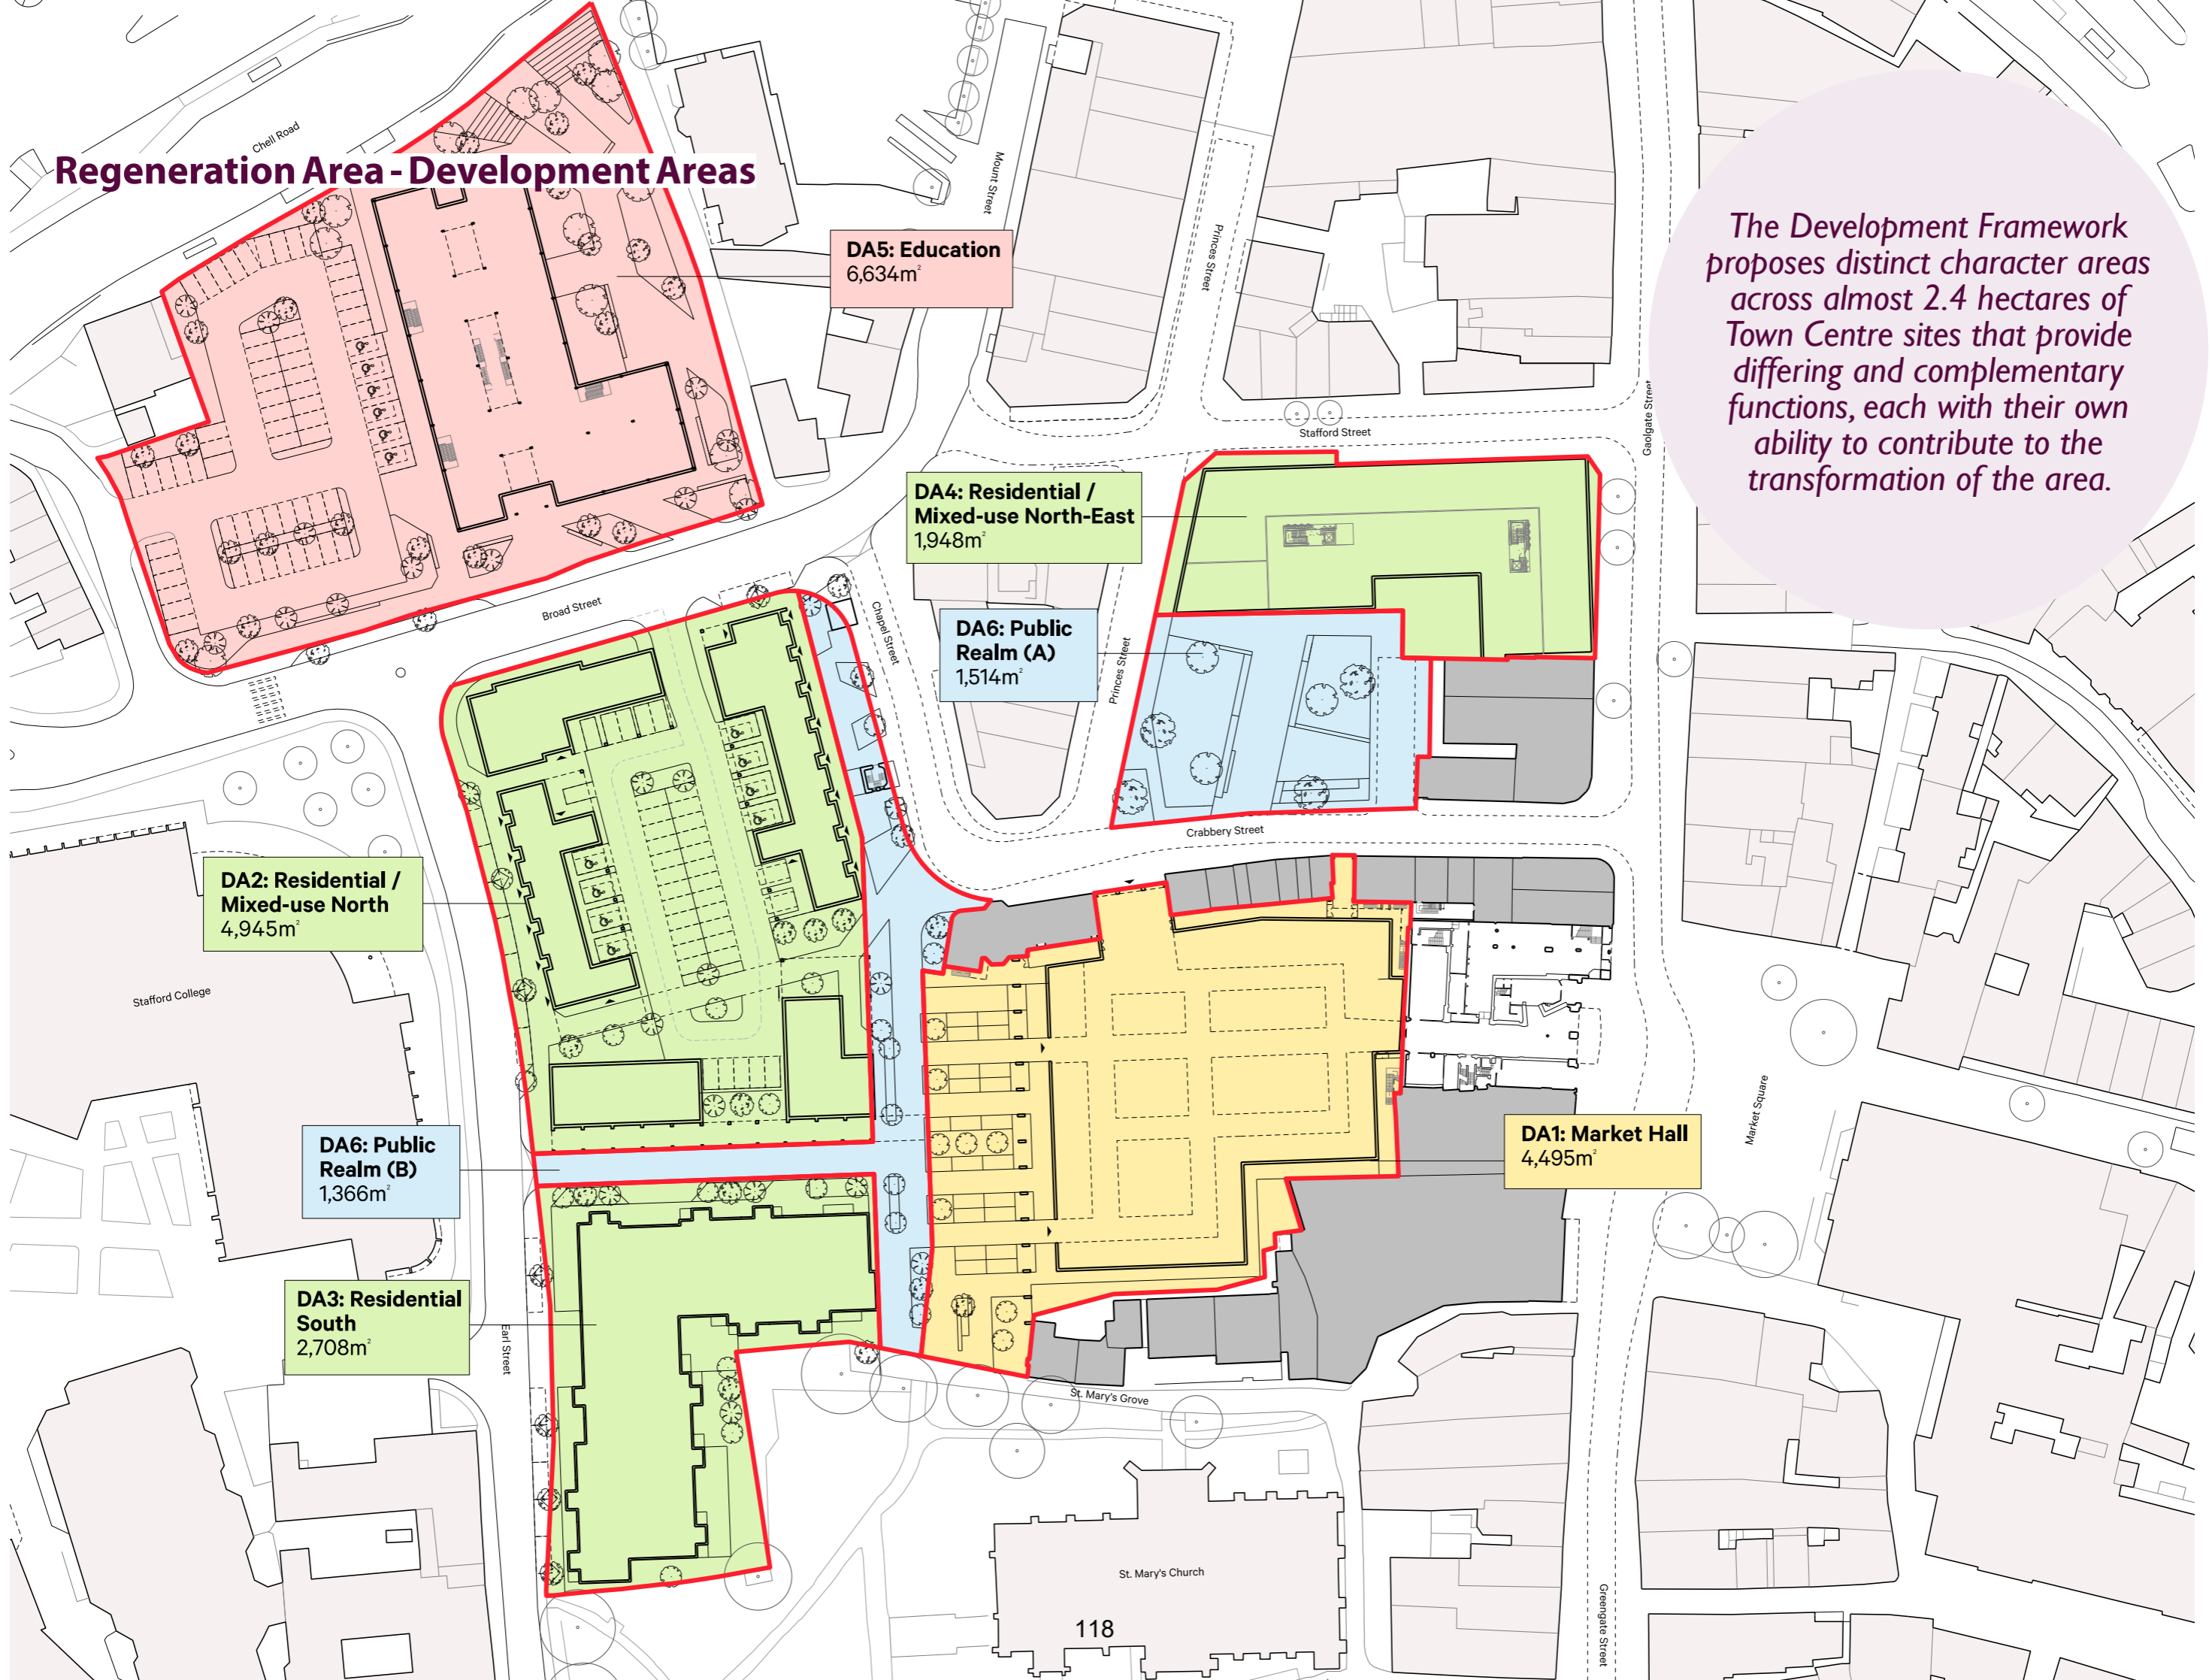 Chell Road
Regeneration Area - Development Areas
Mount Street
Princes Street
DA5: Education
6,634m²
The Development Framework
proposes distinct character areas
across almost 2.4 hectares of
Town Centre sites that provide
differing and complementary
functions, each with their own
ability to contribute to the
transformation of the area.
Gaolgate Street
Stafford Street
DA4: Residential /
Mixed-use North-East
1,948m²
Broad Street
Chapel Street
DA6: Public
Realm (A)
1,514m²
Princes Street
Crabbery Street
DA2: Residential /
Mixed-use North
4,945m²
Stafford College
Market Square
DA6: Public
Realm (B)
1,366m²
DA1: Market Hall
4,495m²
DA3: Residential
South
2,708m²
Earl Street
St. Mary's Grove
St. Mary's Church
118
Greengate Street